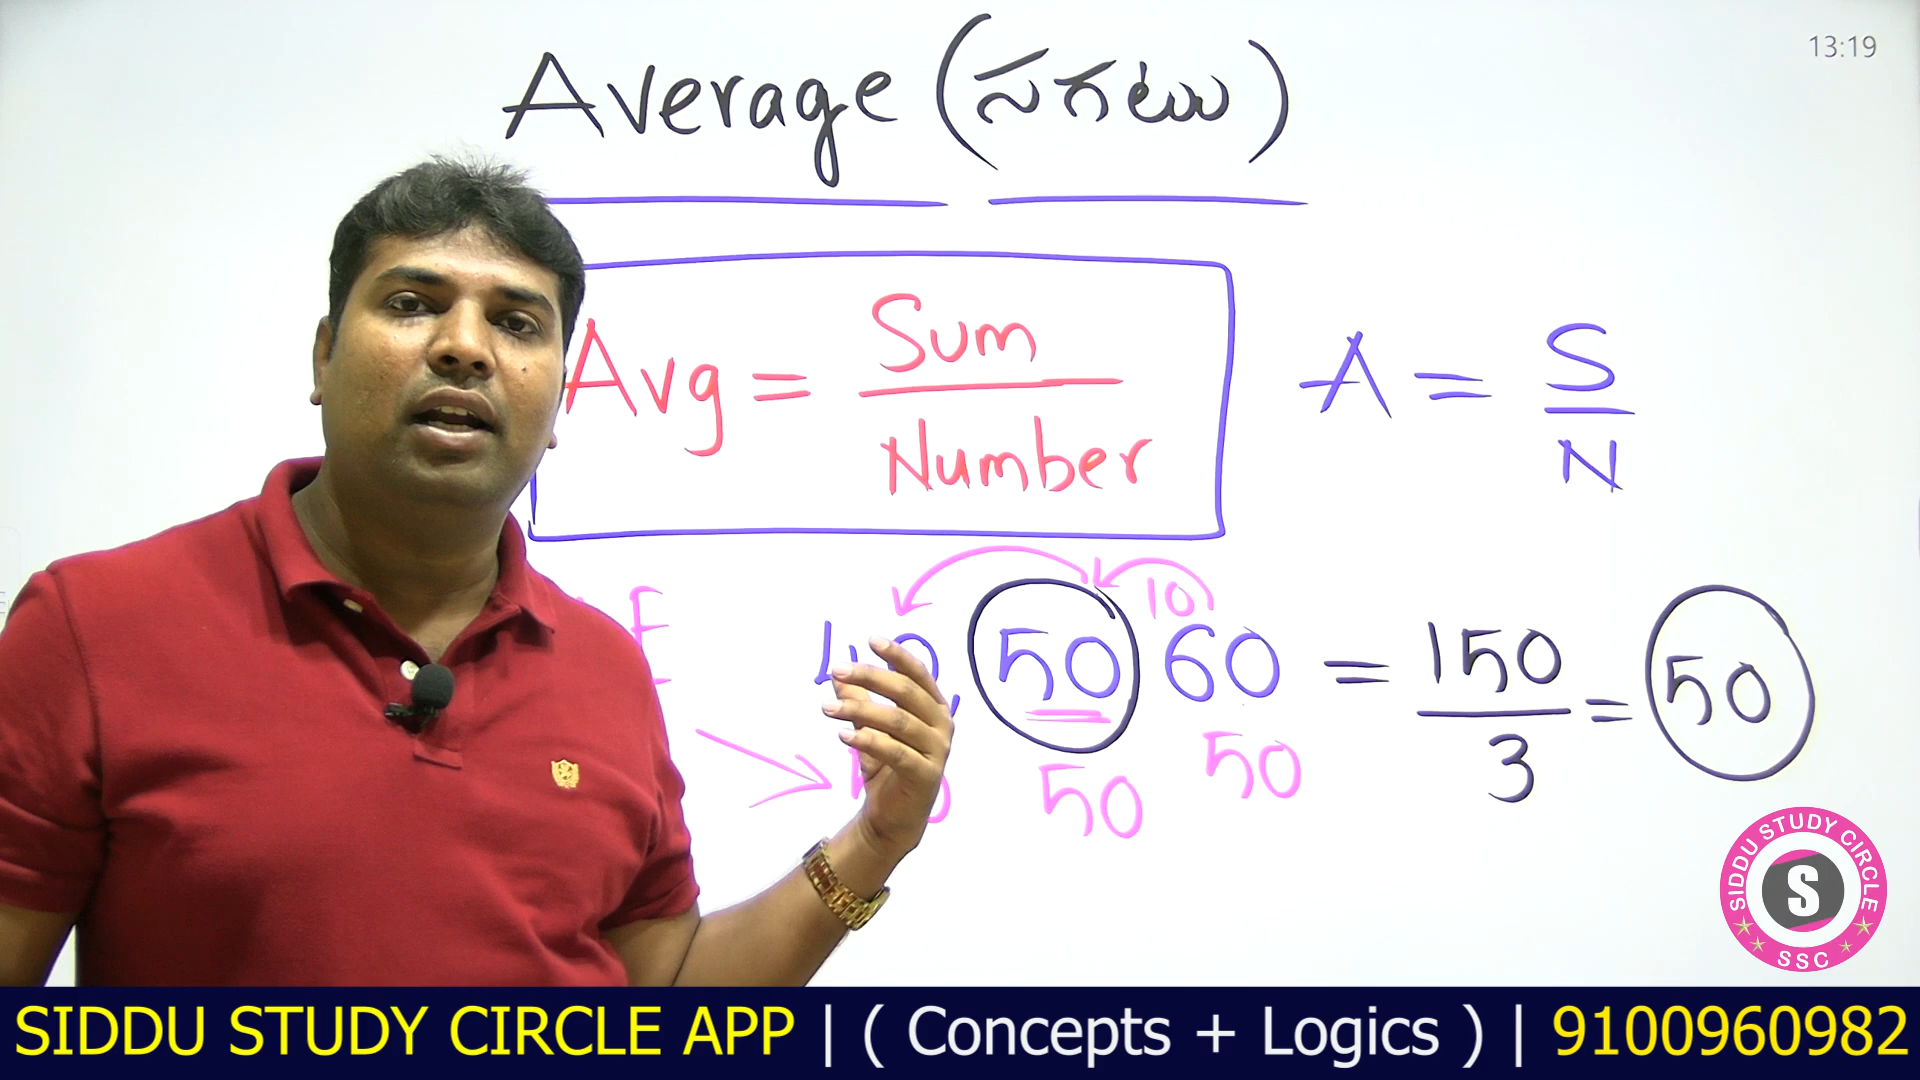 13:19
Average (సగటు)
Avg = Sum / Number
A = S / N
10
50 60 = 150 / 3 = 50
50 50
SIDDU STUDY CIRCLE
S
SSC
SIDDU STUDY CIRCLE APP | ( Concepts + Logics ) | 9100960982